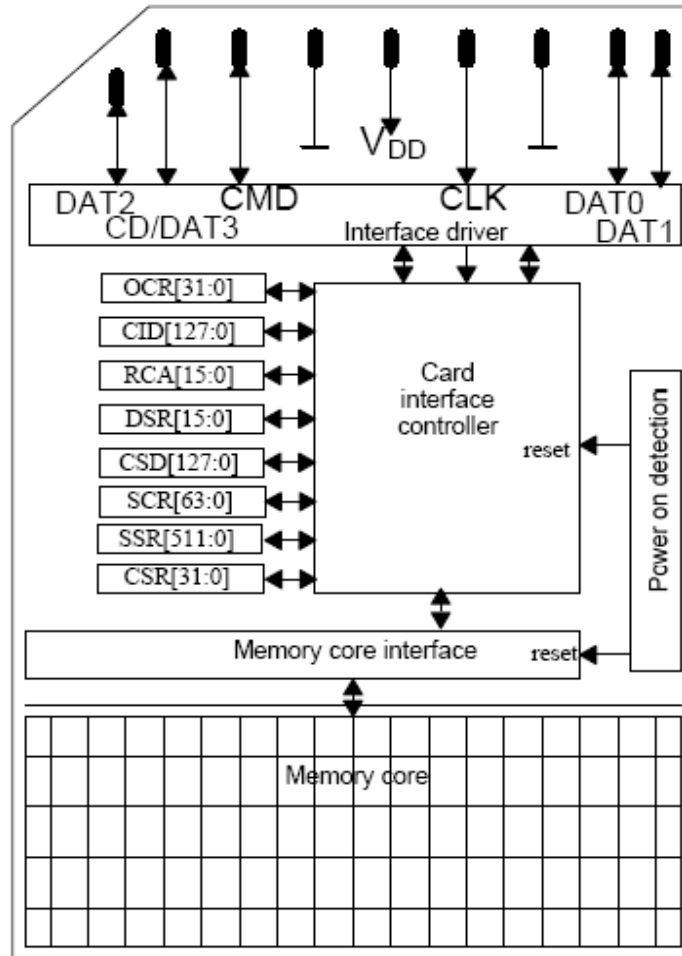 V_DD
DAT2 CMD CLK DAT0
CD/DAT3 Interface driver DAT1
OCR[31:0]
CID[127:0]
RCA[15:0]
DSR[15:0]
CSD[127:0]
SCR[63:0]
SSR[511:0]
CSR[31:0]
Card
interface
controller
reset
Power on detection
Memory core interface reset
Memory core